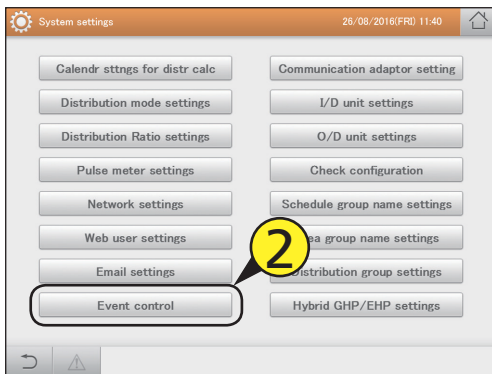 System settings
26/08/2016(FRI) 11:40
Calendr sttngs for distr calc
Communication adaptor setting
Distribution mode settings
I/D unit settings
Distribution Ratio settings
O/D unit settings
Pulse meter settings
Check configuration
Network settings
Schedule group name settings
Web user settings
ea group name settings
Email settings
Distribution group settings
2
Event control
Hybrid GHP/EHP settings